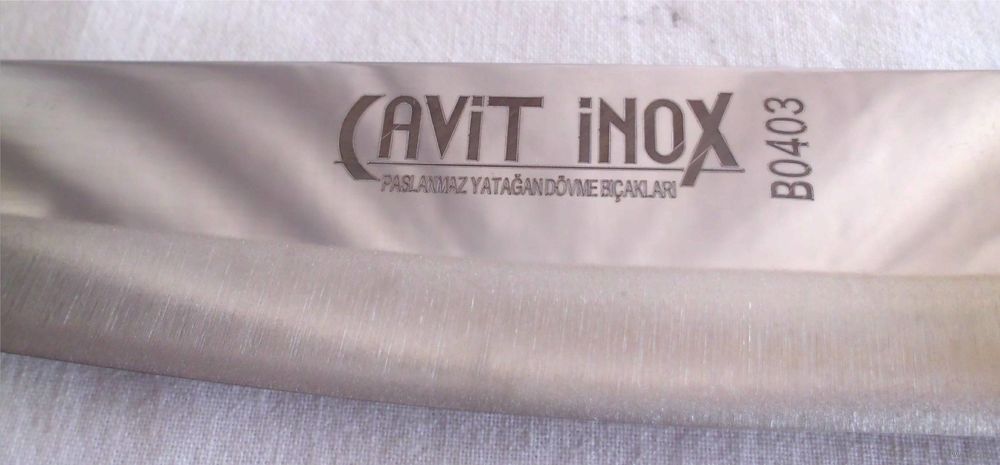 CAViT iNOX
PASLANMAZ YATAĞAN DÖVME BIÇAKLARI
B0403